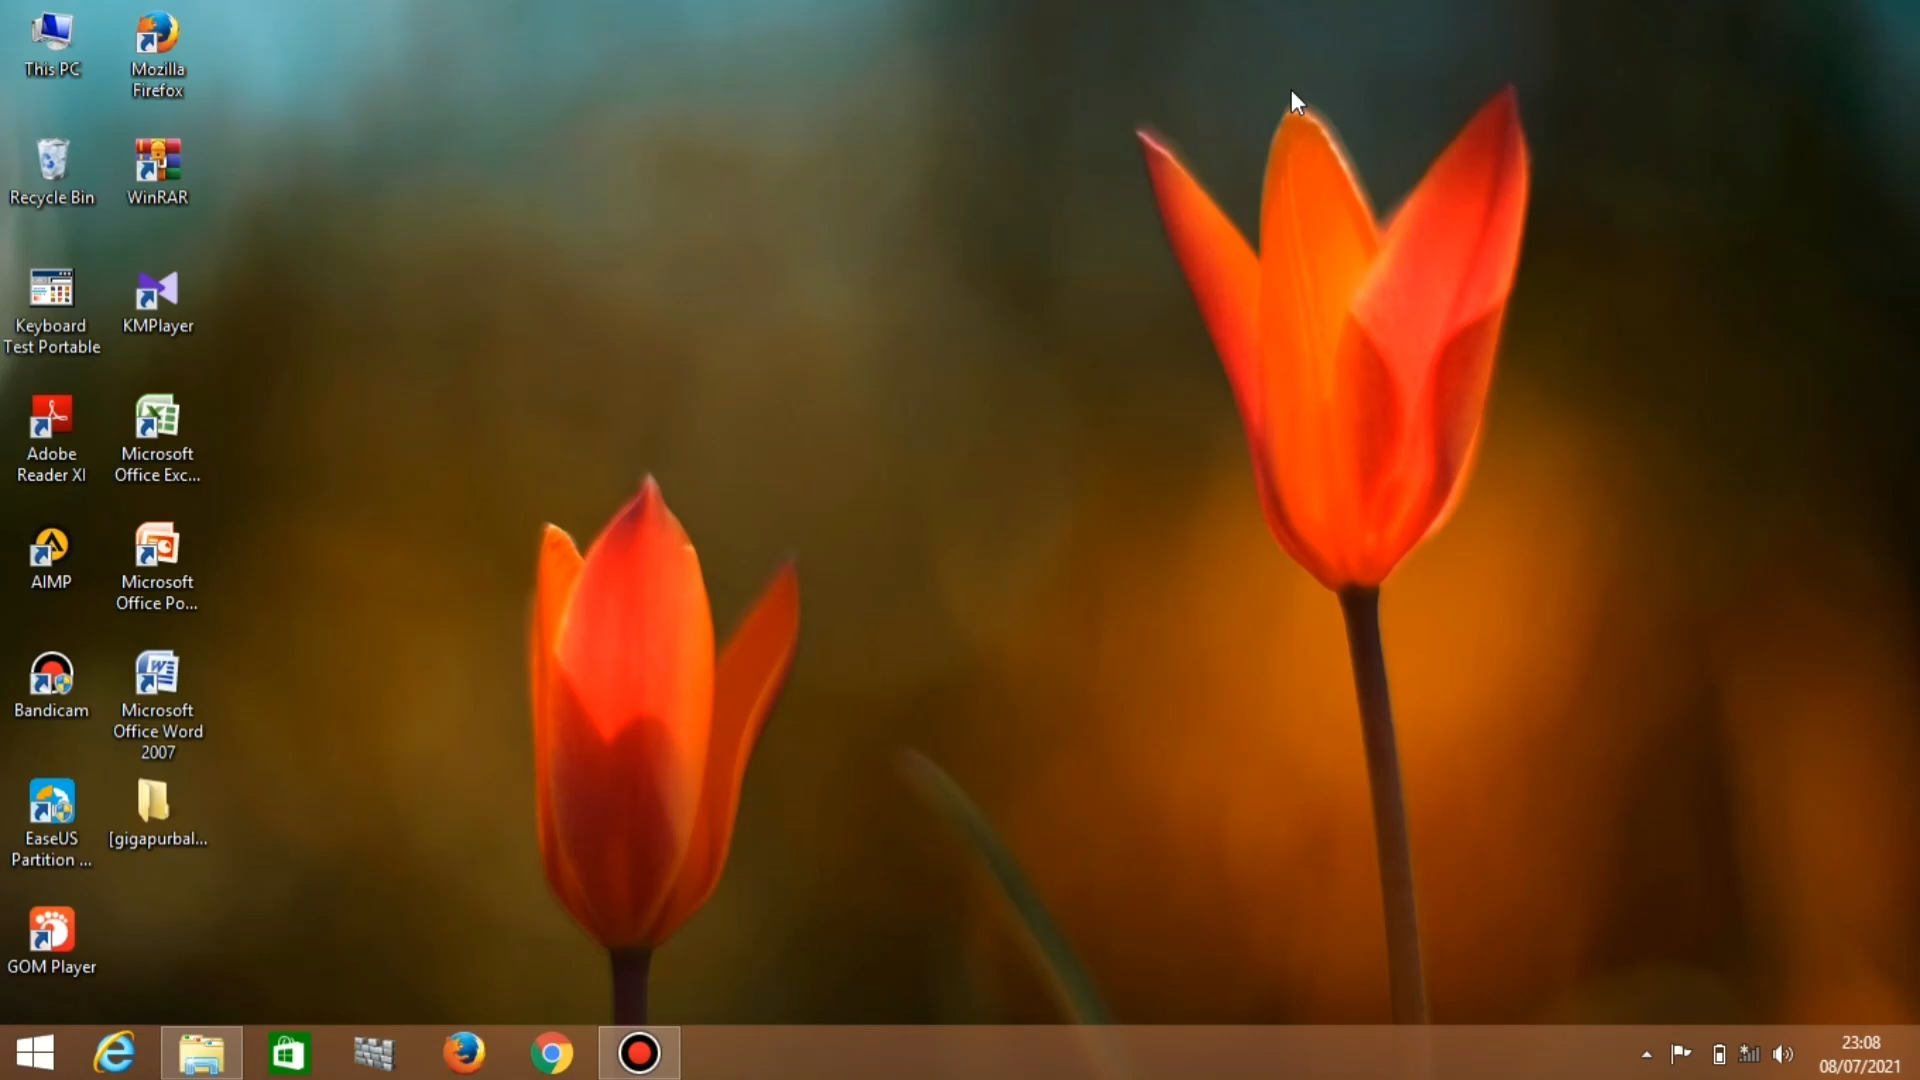 This PC
Mozilla
Firefox
Recycle Bin
WinRAR
Keyboard
Test Portable
KMPlayer
Adobe
Reader XI
Microsoft
Office Exc...
AIMP
Microsoft
Office Po...
Bandicam
Microsoft
Office Word
2007
EaseUS
Partition ...
[gigapurbal...
GOM Player
23:08
08/07/2021